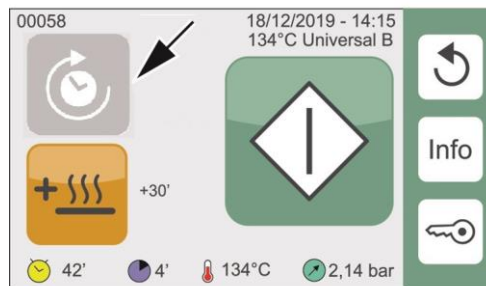 00058
18/12/2019 - 14:15
134°C Universal B
+30'
Info
42'
4'
134°C
2,14 bar